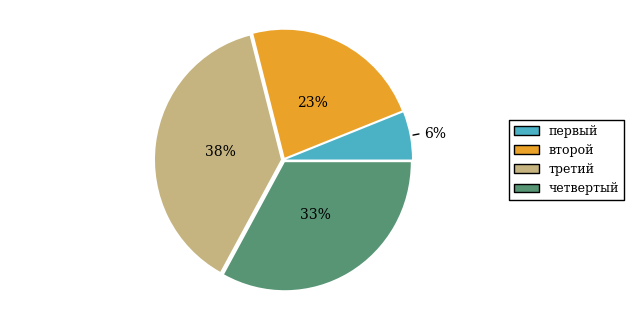 23%
6%
38%
33%
первый
второй
третий
четвертый